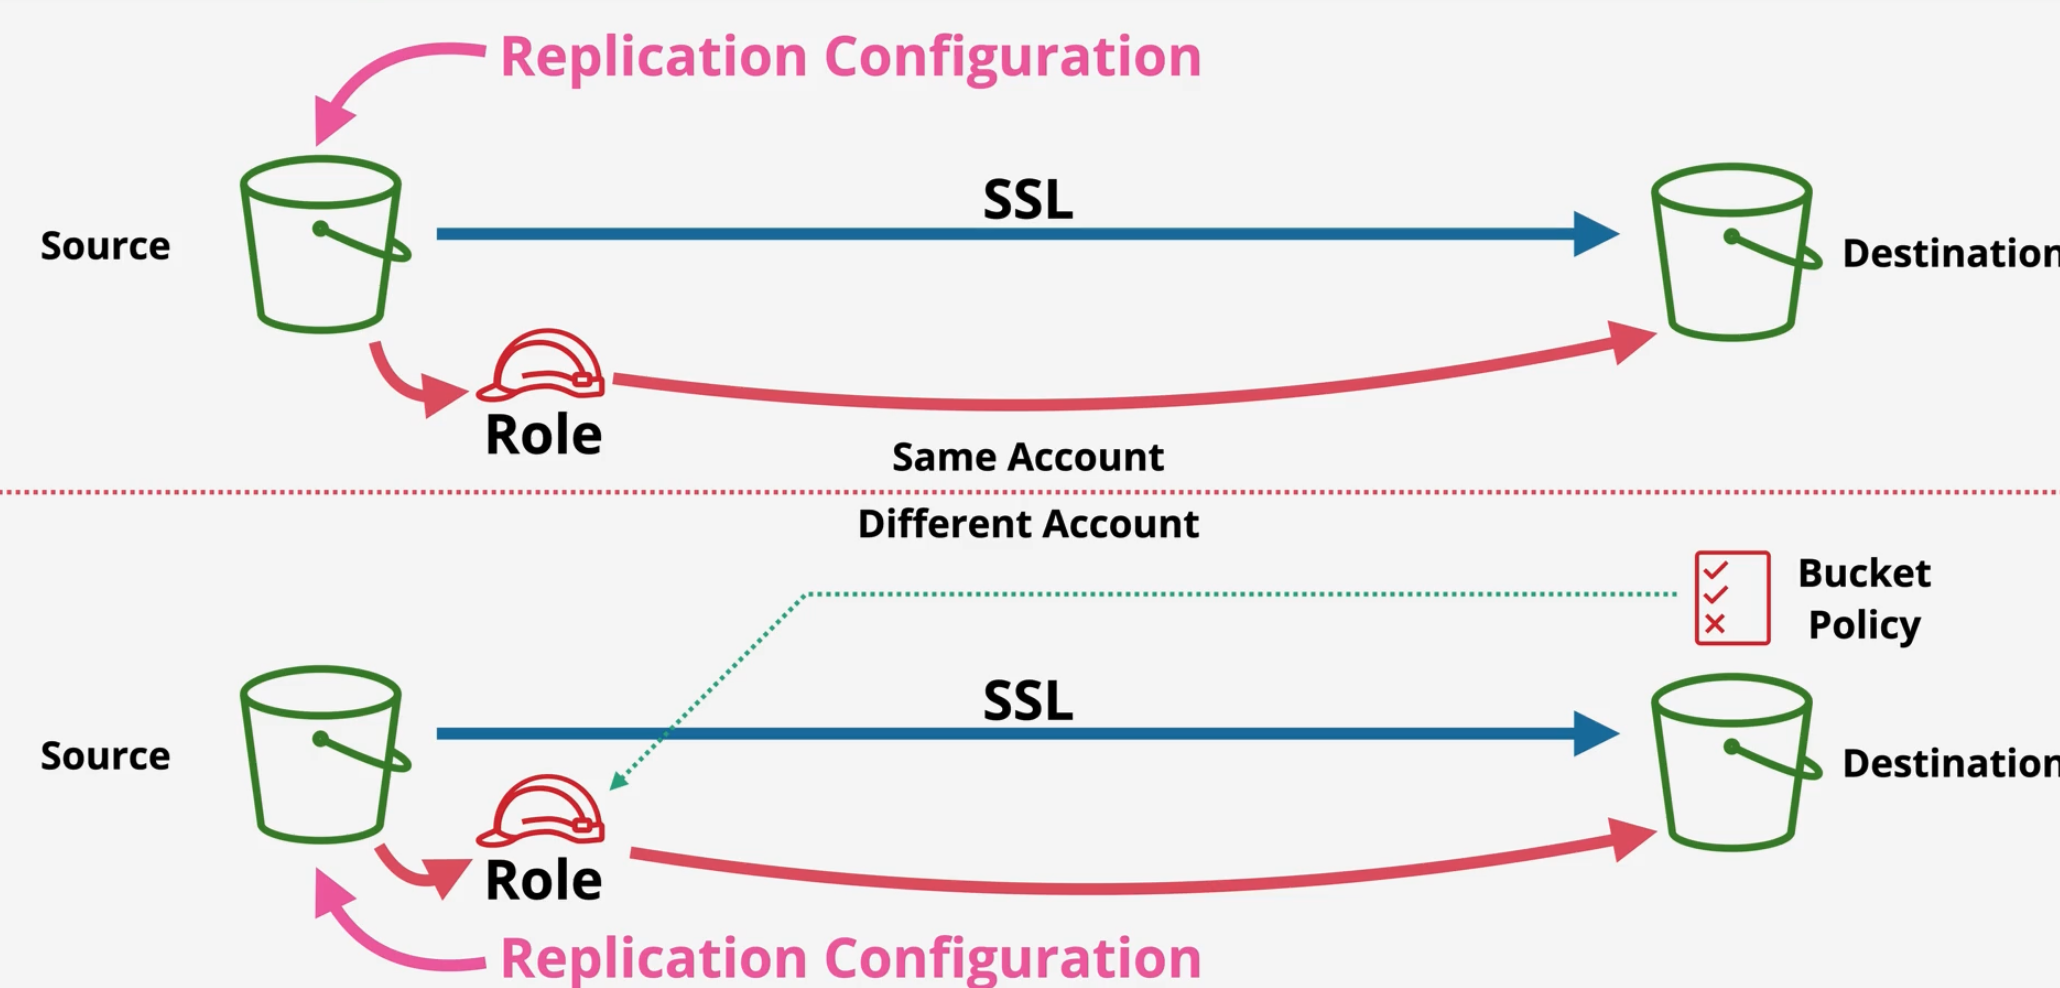 Replication Configuration
SSL
Source
Destination
Role
Same Account
Different Account
Bucket
Policy
SSL
Source
Destination
Role
Replication Configuration